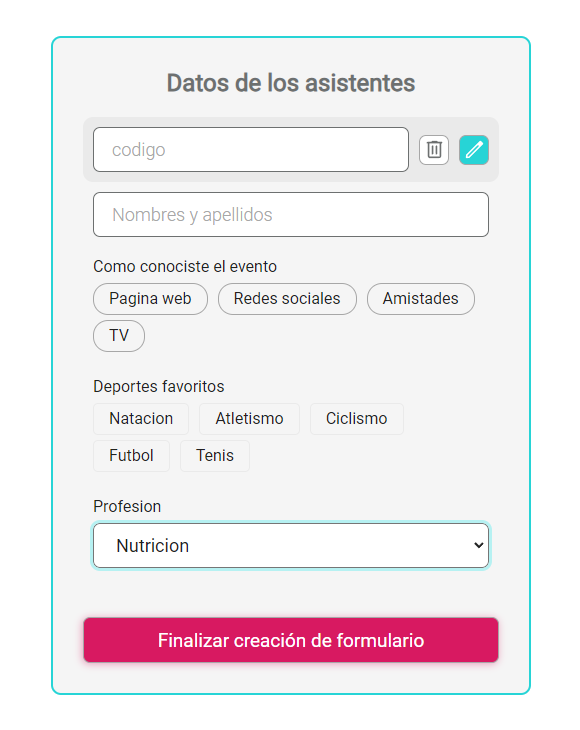 Datos de los asistentes
codigo
Nombres y apellidos
Como conociste el evento
Pagina web Redes sociales Amistades
TV
Deportes favoritos
Natacion Atletismo Ciclismo
Futbol Tenis
Profesion
Nutricion
Finalizar creación de formulario